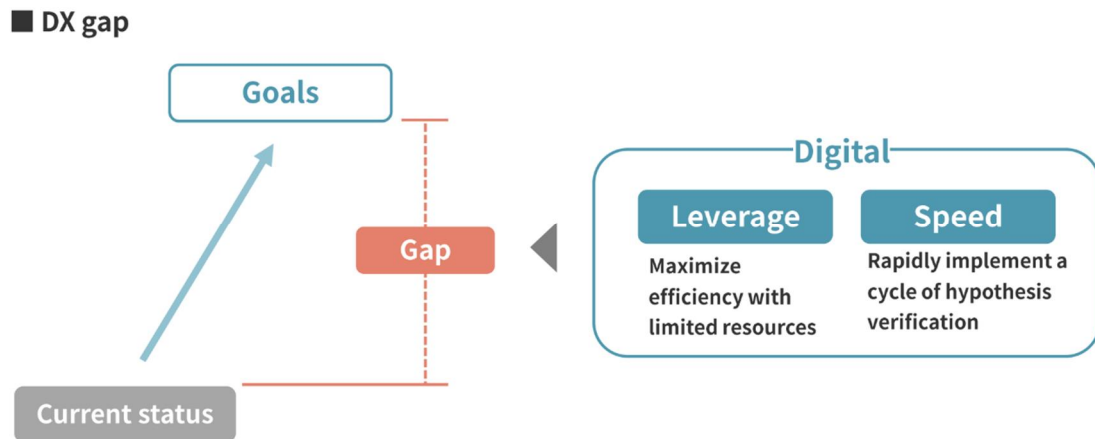 ■ DX gap
Goals
Gap
Current status
Digital
Leverage
Maximize
efficiency with
limited resources
Speed
Rapidly implement a
cycle of hypothesis
verification